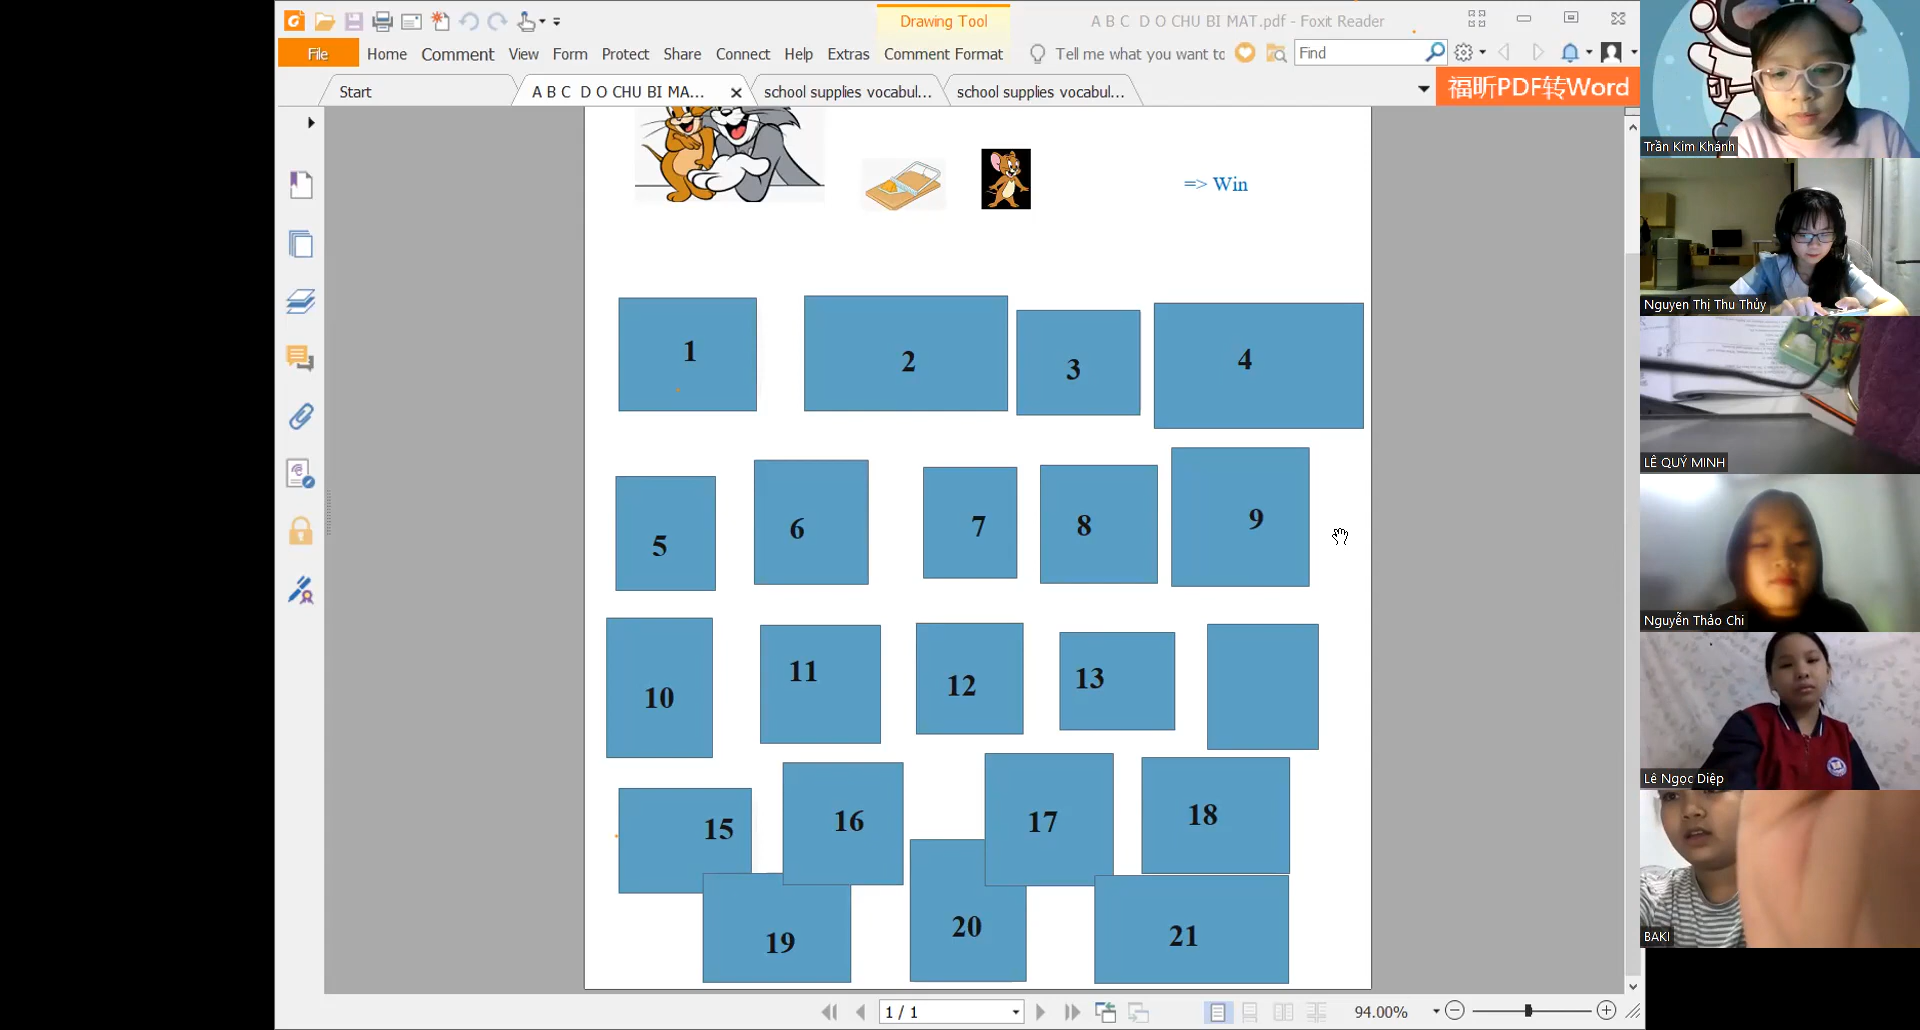 Drawing Tool
A B C  D O CHU BI MAT.pdf - Foxit Reader
File Home Comment View Form Protect Share Connect Help Extras Comment Format Tell me what you want to Find
Start A B C  D O CHU BI MA... school supplies vocabul... school supplies vocabul... 福昕PDF转Word
=> Win
1 2 3 4
5 6 7 8 9
10 11 12 13
15 16 17 18
19 20 21
1 / 1 94.00%
Trần Kim Khánh
Nguyen Thị Thu Thủy
LÊ QUÝ MINH
Nguyễn Thảo Chi
Lê Ngọc Diệp
BAKI